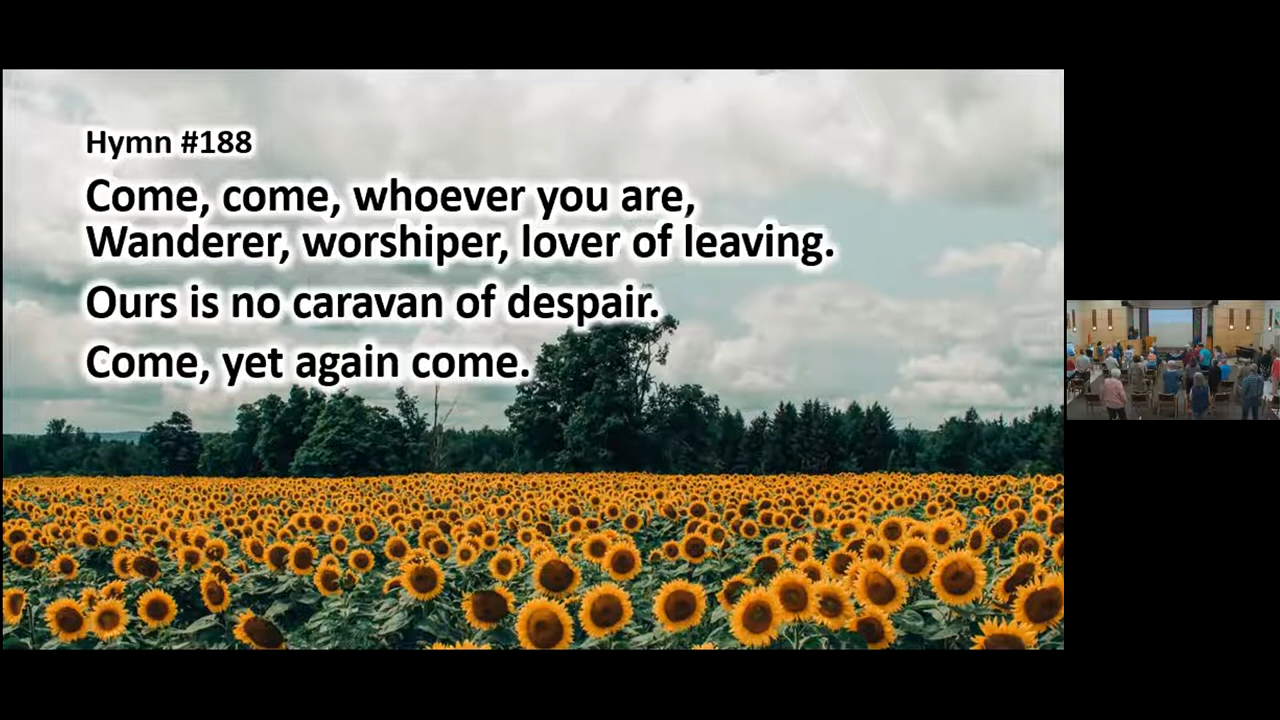 Hymn #188
Come, come, whoever you are,
Wanderer, worshiper, lover of leaving.
Ours is no caravan of despair.
Come, yet again come.